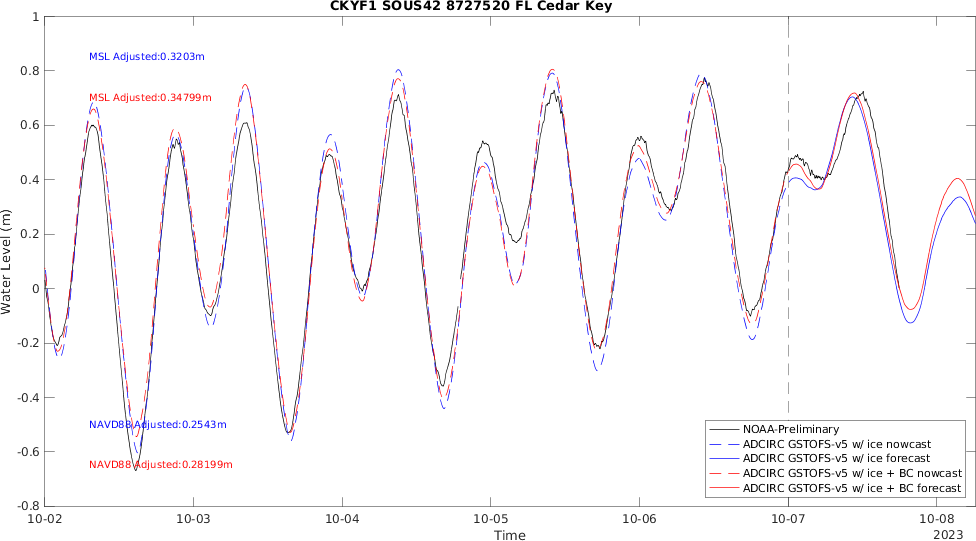 CKYF1 SOUS42 8727520 FL Cedar Key
1
0.8
0.6
0.4
0.2
0
-0.2
-0.4
-0.6
-0.8
Water Level (m)
MSL Adjusted:0.3203m
MSL Adjusted:0.34799m
NAVD88 Adjusted:0.2543m
NAVD88 Adjusted:0.28199m
NOAA-Preliminary
ADCIRC GSTOFS-v5 w/ ice nowcast
ADCIRC GSTOFS-v5 w/ ice forecast
ADCIRC GSTOFS-v5 w/ ice + BC nowcast
ADCIRC GSTOFS-v5 w/ ice + BC forecast
10-02 10-03 10-04 10-05 10-06 10-07 10-08
Time
2023